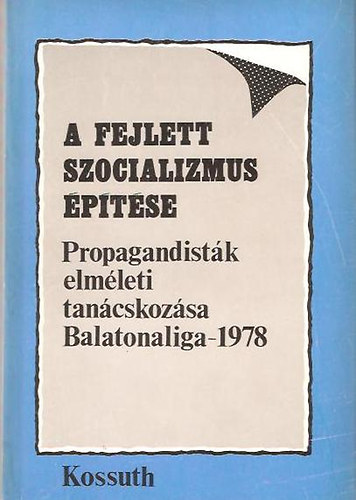 A FEJLETT
SZOCIALIZMUS
ÉPÍTÉSE
Propagandisták
elméleti
tanácskozása
Balatonaliga-1978
Kossuth